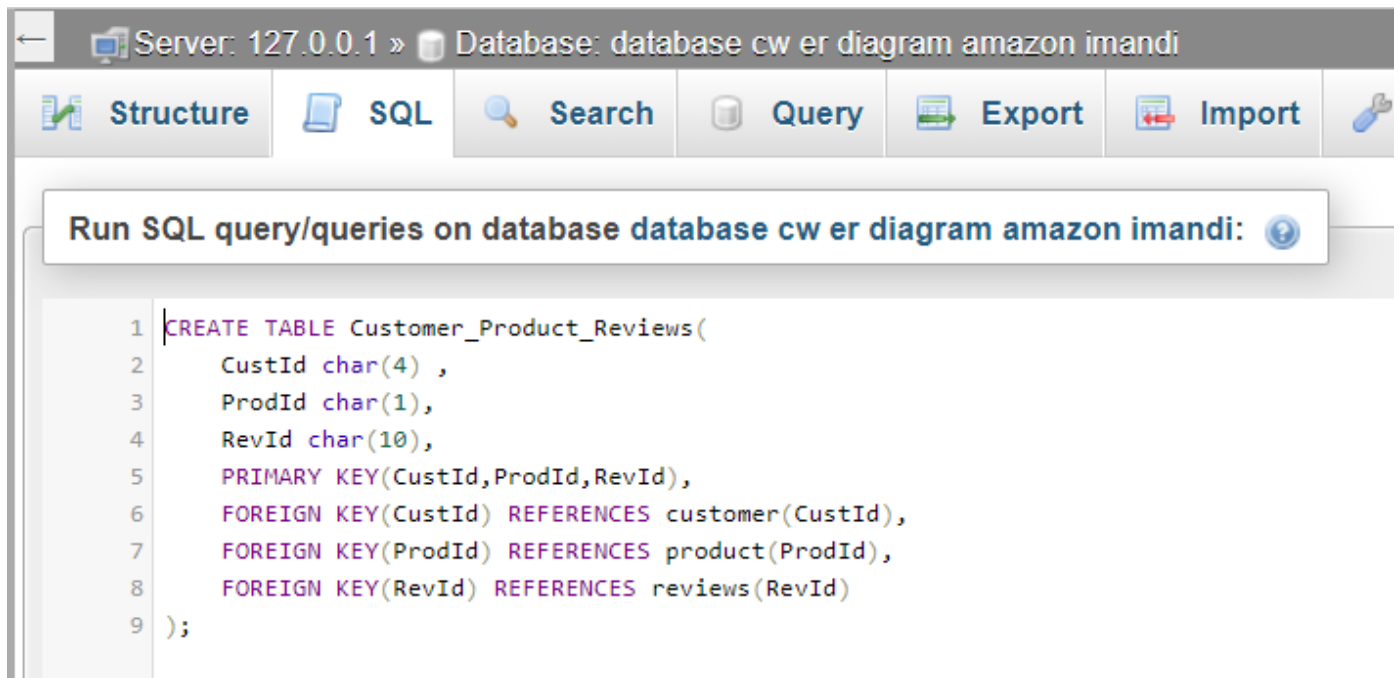 ← Server: 127.0.0.1 » Database: database cw er diagram amazon imandi
Structure SQL Search Query Export Import
Run SQL query/queries on database database cw er diagram amazon imandi:
1 CREATE TABLE Customer_Product_Reviews(
2     CustId char(4) ,
3     ProdId char(1),
4     RevId char(10),
5     PRIMARY KEY(CustId,ProdId,RevId),
6     FOREIGN KEY(CustId) REFERENCES customer(CustId),
7     FOREIGN KEY(ProdId) REFERENCES product(ProdId),
8     FOREIGN KEY(RevId) REFERENCES reviews(RevId)
9 );